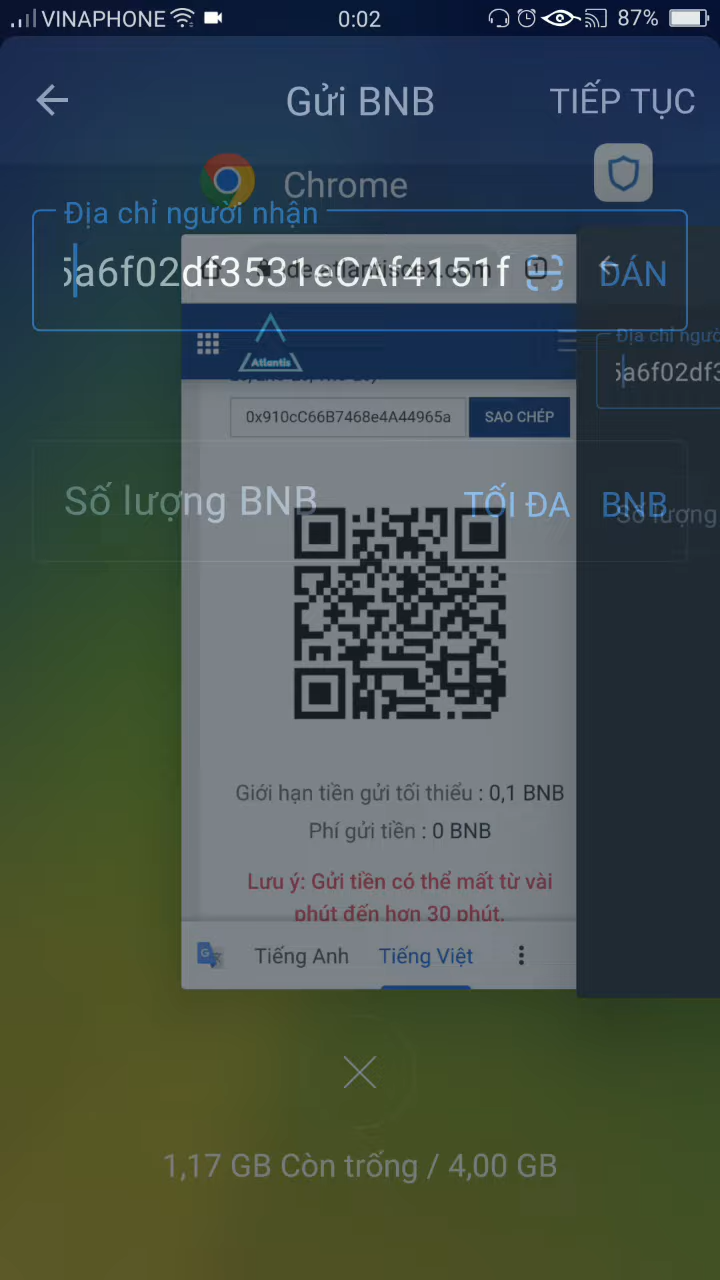 VINAPHONE 0:02 87%
Gửi BNB TIẾP TỤC
Chrome
Địa chỉ người nhận
5a6f02df3531eCAf4151f DÁN
1
Atlantis
Địa chỉ ngườ
5a6f02df3
0x910cC66B7468e4A44965a SAO CHÉP
Số lượng BNB TỐI ĐA BNB
Số lượng
Giới hạn tiền gửi tối thiểu : 0,1 BNB
Phí gửi tiền : 0 BNB
Lưu ý: Gửi tiền có thể mất từ vài
phút đến hơn 30 phút.
Tiếng Anh Tiếng Việt
1,17 GB Còn trống / 4,00 GB